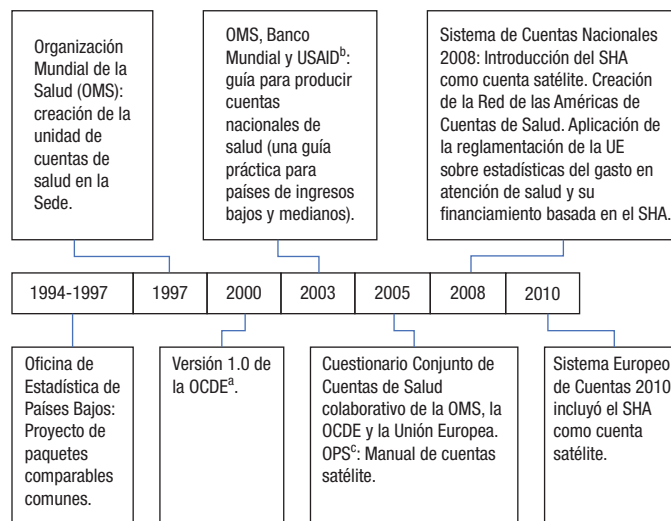 Organización
Mundial de la
Salud (OMS):
creación de la
unidad de
cuentas de
salud en la
Sede.
OMS, Banco
Mundial y USAIDᵇ:
guía para producir
cuentas
nacionales de
salud (una guía
práctica para
países de ingresos
bajos y medianos).
Sistema de Cuentas Nacionales
2008: Introducción del SHA
como cuenta satélite. Creación
de la Red de las Américas de
Cuentas de Salud. Aplicación de
la reglamentación de la UE
sobre estadísticas del gasto en
atención de salud y su
financiamiento basada en el SHA.
1994-1997 1997 2000 2003 2005 2008 2010
Oficina de
Estadística de
Países Bajos:
Proyecto de
paquetes
comparables
comunes.
Versión 1.0 de
la OCDEᵃ.
Cuestionario Conjunto de
Cuentas de Salud
colaborativo de la OMS, la
OCDE y la Unión Europea.
OPSᶜ: Manual de cuentas
satélite.
Sistema Europeo
de Cuentas 2010
incluyó el SHA
como cuenta
satélite.